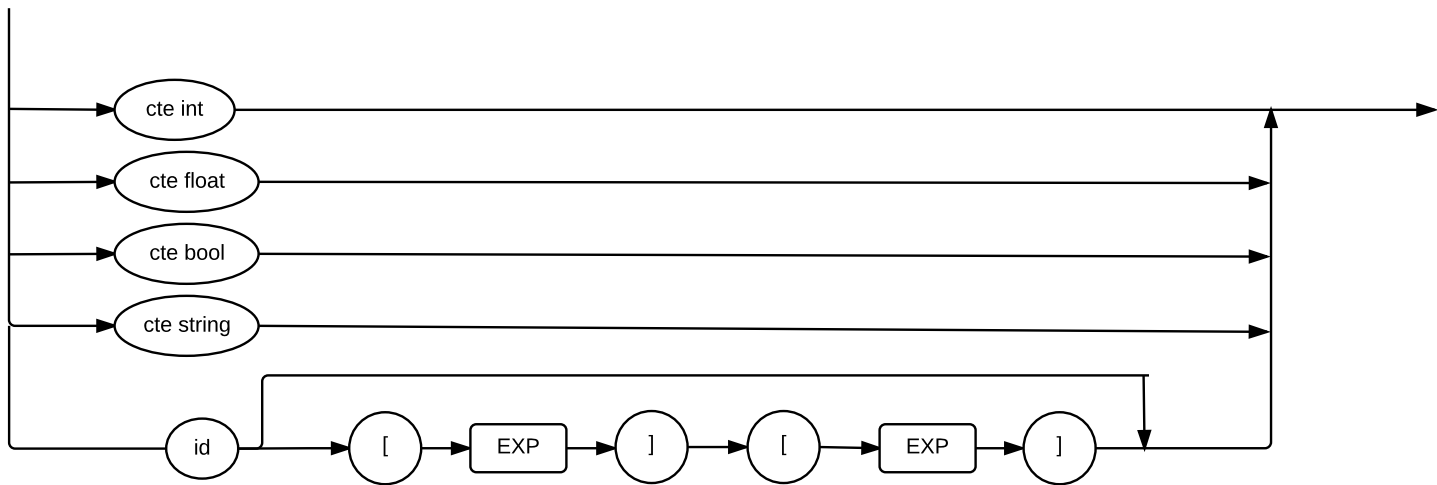 cte int
cte float
cte bool
cte string
id [ EXP ] [ EXP ]